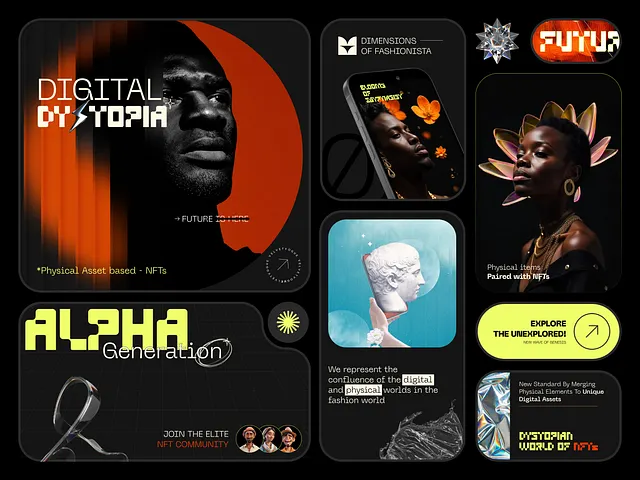 DIGITAL
DYSTOPIA
→ FUTURE IS HERE
*Physical Asset based - NFTs
DIMENSIONS
OF FASHIONISTA
FUTUR
Physical items
Paired with NFTs
EXPLORE
THE UNEXPLORED!
NEW WAVE OF GENESIS
ALPHA
Generation
JOIN THE ELITE
NFT COMMUNITY
We represent the
confluence of the digital
and physical worlds in the
fashion world
New Standard By Merging
Physical Elements To Unique
Digital Assets
DYSTOPIAN
WORLD OF NFTs